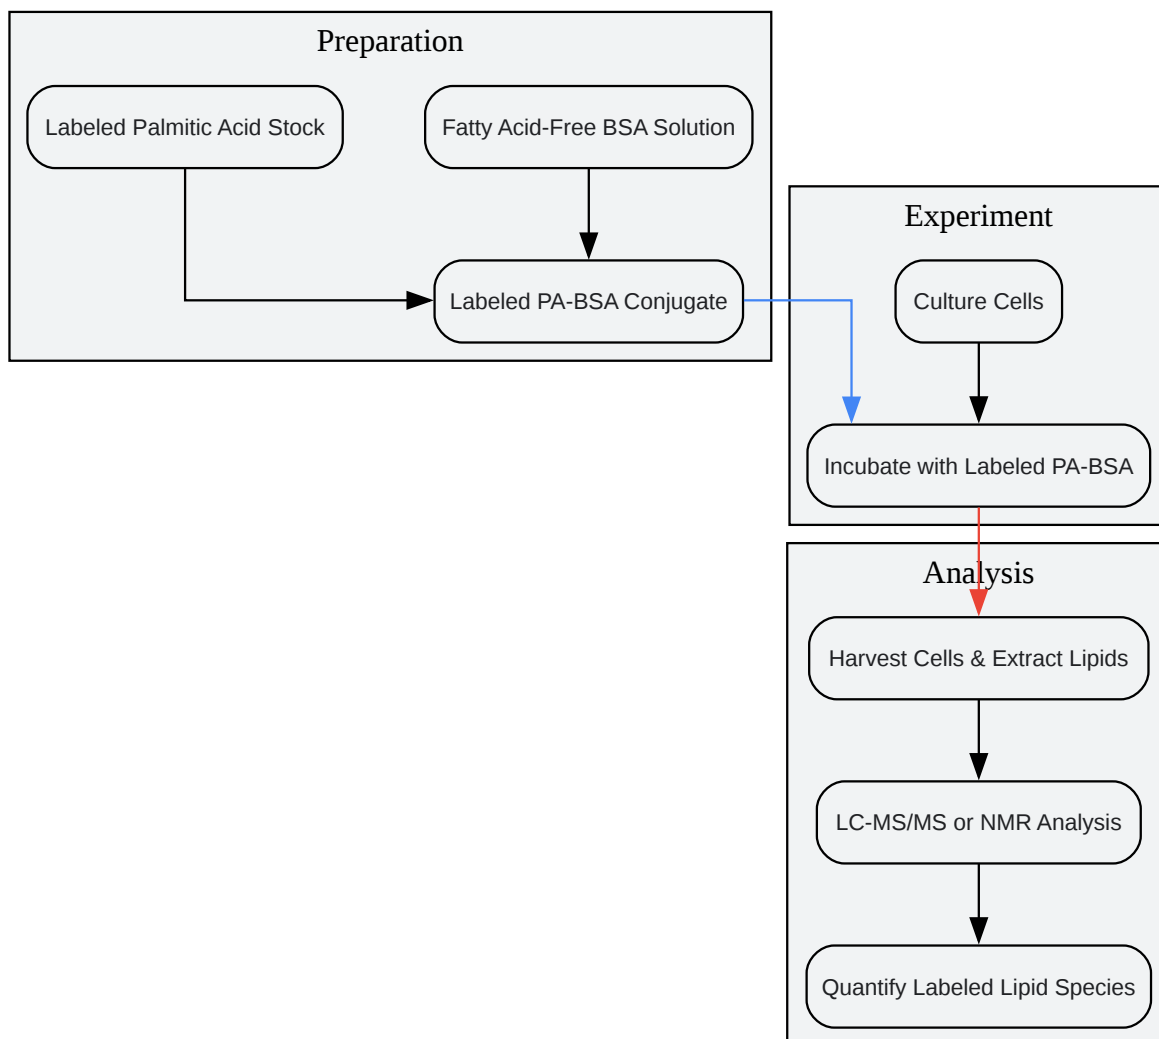 Preparation
Labeled Palmitic Acid Stock
Fatty Acid-Free BSA Solution
Labeled PA-BSA Conjugate
Experiment
Culture Cells
Incubate with Labeled PA-BSA
Analysis
Harvest Cells & Extract Lipids
LC-MS/MS or NMR Analysis
Quantify Labeled Lipid Species